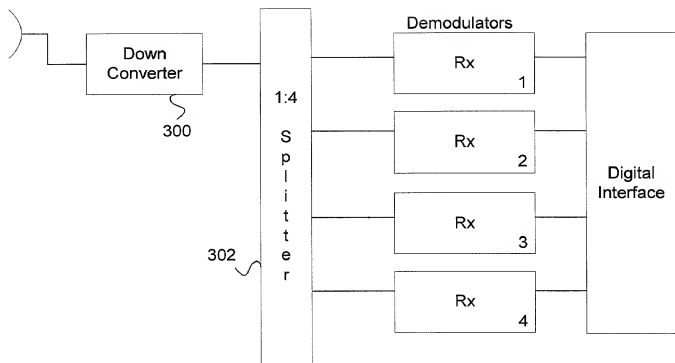 Demodulators
Down
Converter
300
1:4
S
p
l
i
t
t
e
r
302
Rx
1
Rx
2
Rx
3
Rx
4
Digital
Interface